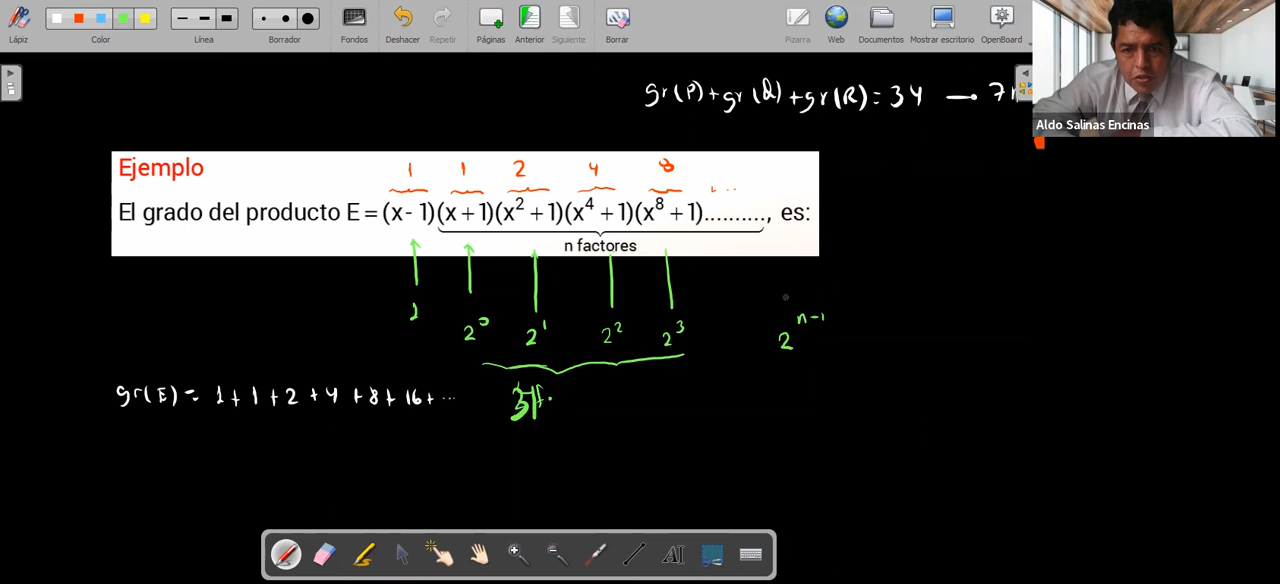 Lápiz
Color
Línea
Borrador
Fondos
Deshacer
Repetir
Páginas
Anterior
Siguiente
Borrar
Pizarra
Web
Documentos
Mostrar escritorio
OpenBoard
gr(P)+gr(Q)+gr(R)=34 → 7
Aldo Salinas Encinas
Ejemplo
1 1 2 4 8 ...
El grado del producto E = (x - 1)(x + 1)(x² + 1)(x⁴ + 1)(x⁸ + 1).........., es:
n factores
1 2⁰ 2¹ 2² 2³ 2ⁿ⁻¹
gr(E) = 1 + 1 + 2 + 4 + 8 + 16 + ...
AI